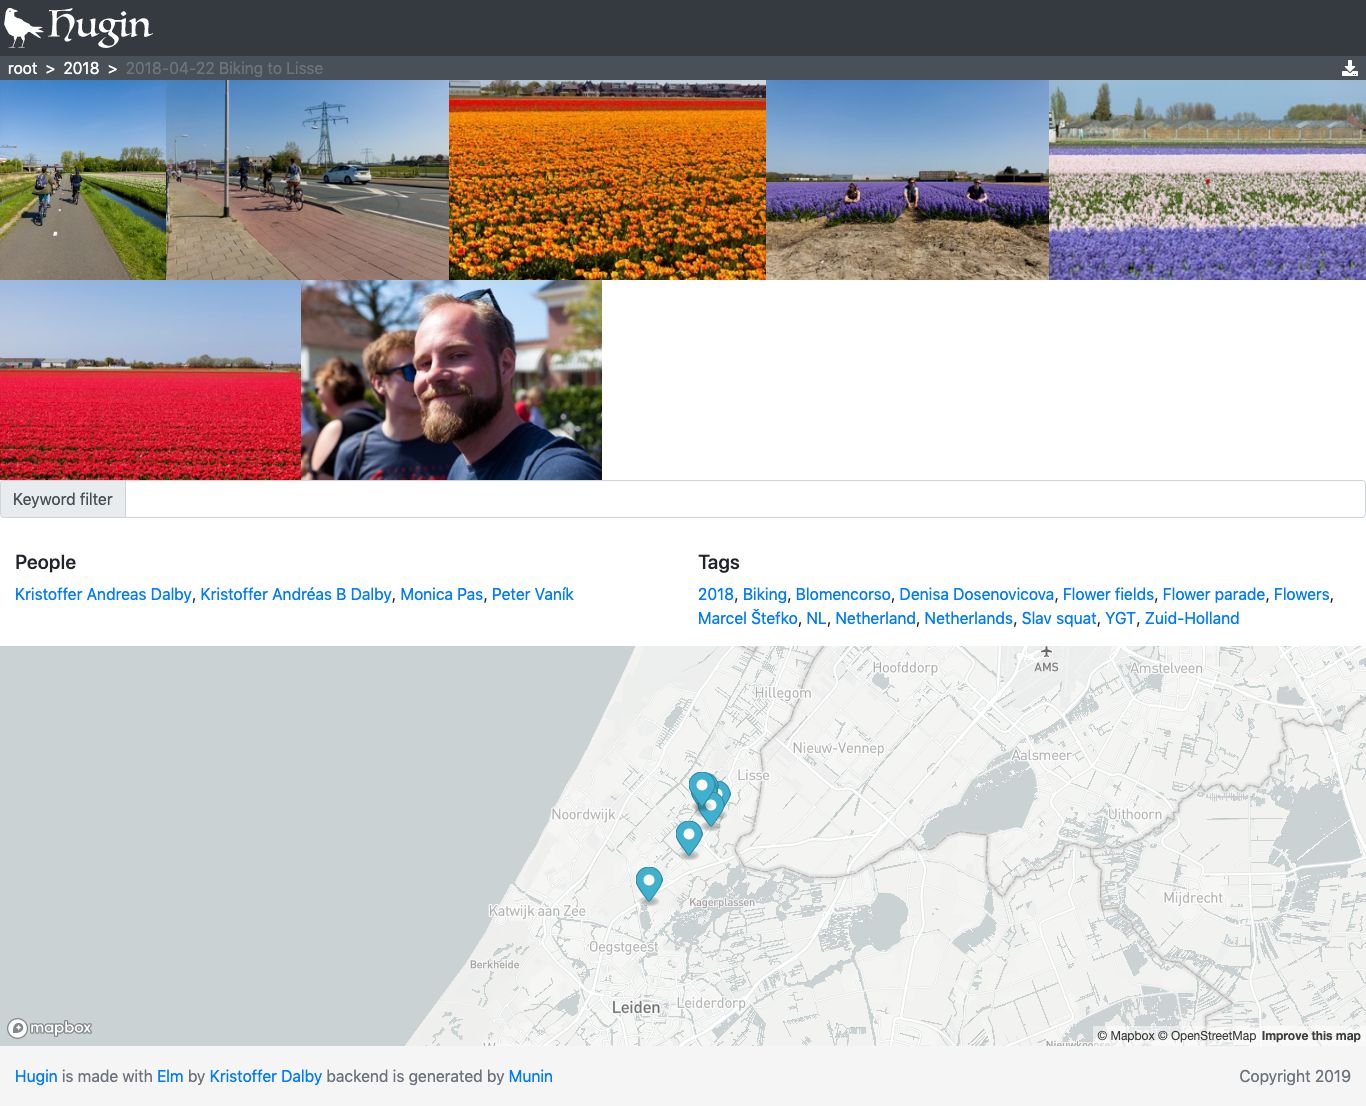 Hugin
root > 2018 > 2018-04-22 Biking to Lisse
Keyword filter
People
Kristoffer Andreas Dalby, Kristoffer Andréas B Dalby, Monica Pas, Peter Vaník
Tags
2018, Biking, Blomencorso, Denisa Dosenovicova, Flower fields, Flower parade, Flowers,
Marcel Štefko, NL, Netherland, Netherlands, Slav squat, YGT, Zuid-Holland
AMS
Hoofddorp
Amstelveen
Hillegom
Nieuw-Vennep
Aalsmeer
Lisse
Noordwijk
Uithoorn
Mijdrecht
Kagerplassen
Katwijk aan Zee
Oegstgeest
Berkheide
Leiden
Leiderdorp
mapbox
© Mapbox © OpenStreetMap Improve this map
Hugin is made with Elm by Kristoffer Dalby backend is generated by Munin
Copyright 2019